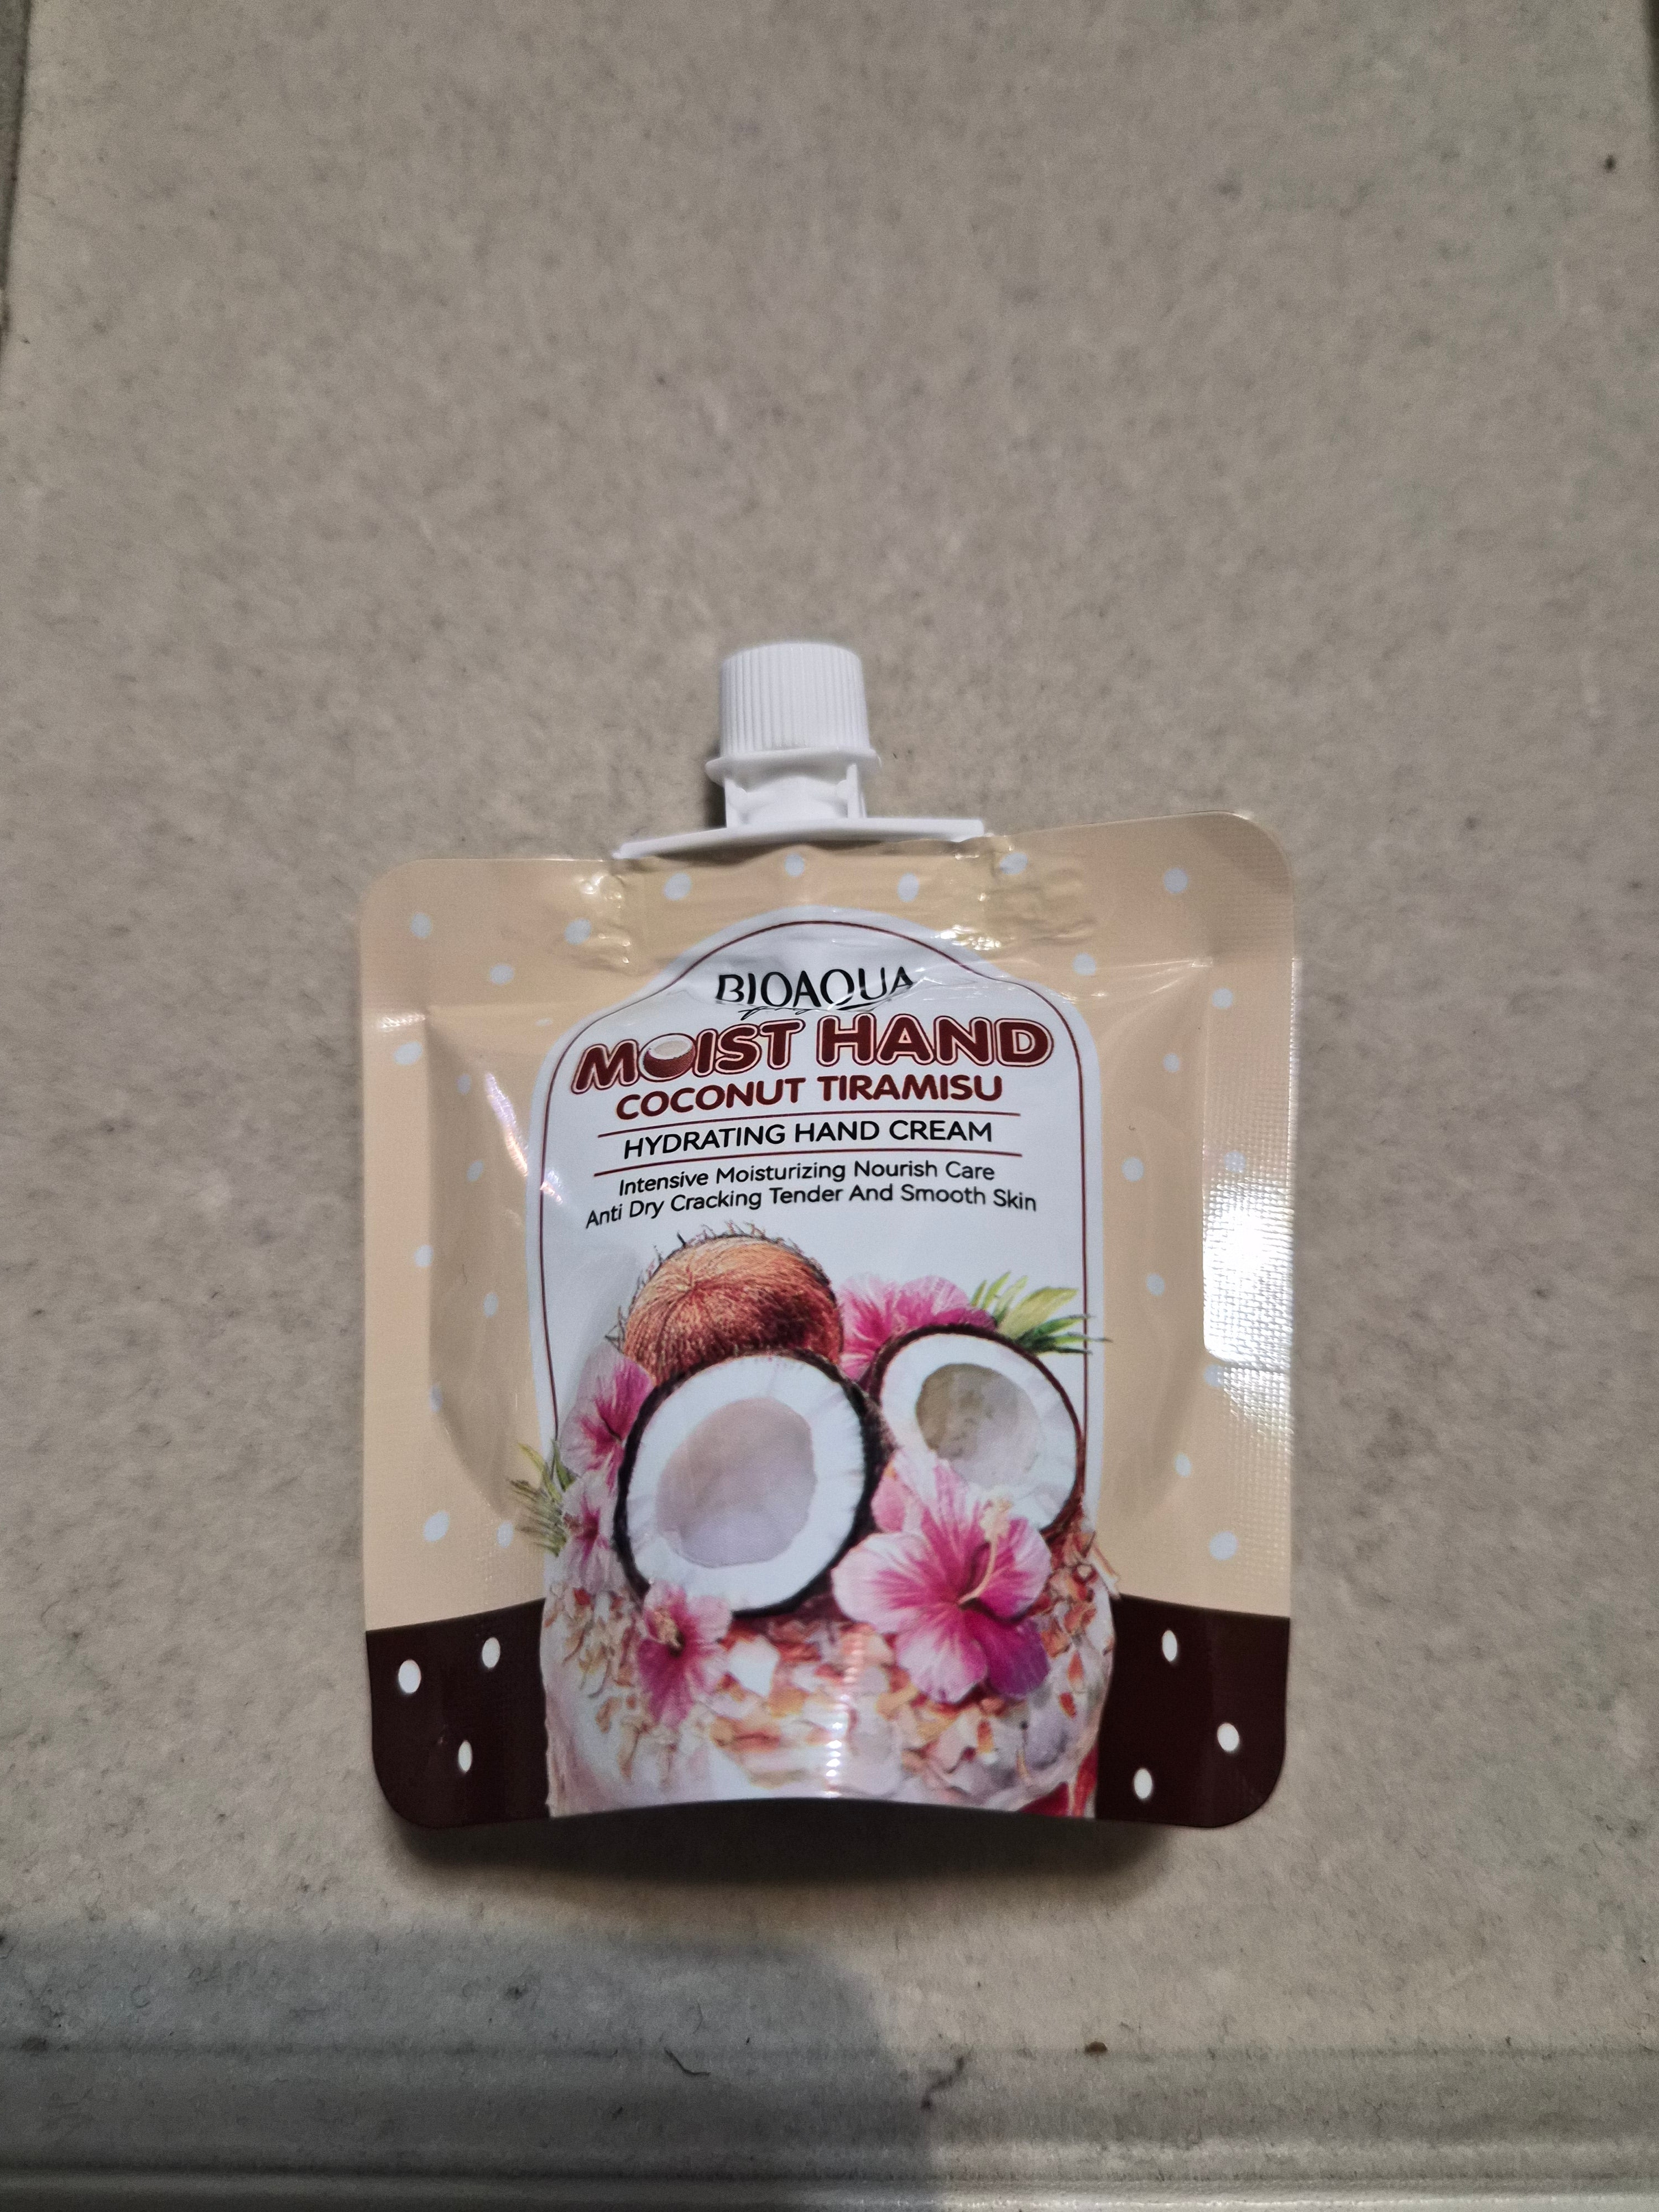 BIOAQUA
MOIST HAND
COCONUT TIRAMISU
HYDRATING HAND CREAM
Intensive Moisturizing Nourish Care
Anti Dry Cracking Tender And Smooth Skin